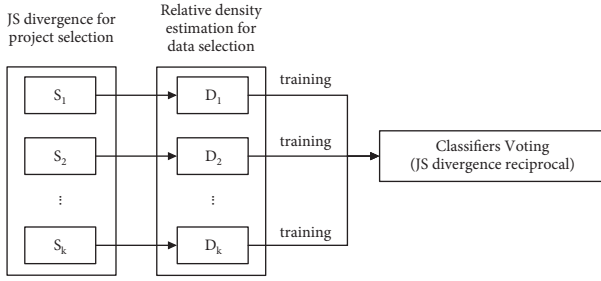 JS divergence for
project selection
Relative density
estimation for
data selection
S1
D1
training
S2
D2
training
Classifiers Voting
(JS divergence reciprocal)
...
...
Sk
Dk
training